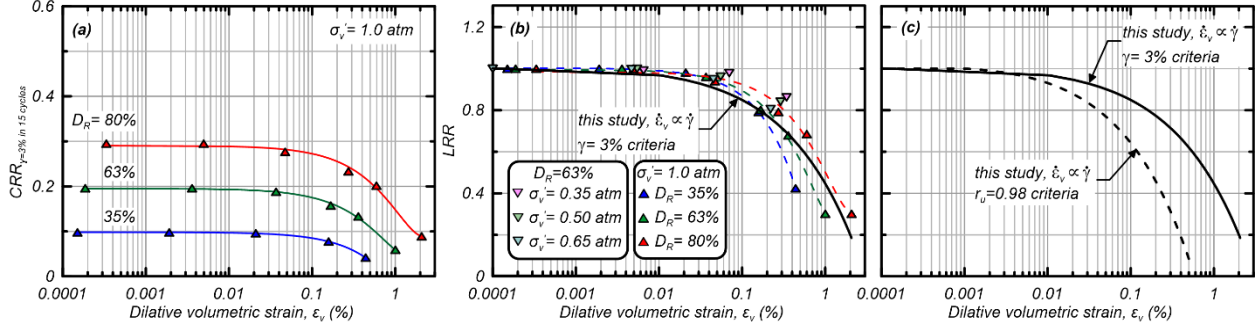 (a)
σv'= 1.0 atm
0.6
0.4
0.2
0
CRRγ=3% in 15 cycles
DR= 80%
63%
35%
0.0001 0.001 0.01 0.1 1
Dilative volumetric strain, εv (%)
(b)
1.2
1
0.8
0.6
0.4
0.2
0
LRR
this study, ε̇v ∝ γ̇
γ= 3% criteria
DR=63%
σv'= 0.35 atm
σv'= 0.50 atm
σv'= 0.65 atm
σv'= 1.0 atm
DR= 35%
DR= 63%
DR= 80%
0.0001 0.001 0.01 0.1 1
Dilative volumetric strain, εv (%)
(c)
this study, ε̇v ∝ γ̇
γ= 3% criteria
this study, ε̇v ∝ γ̇
ru=0.98 criteria
0.0001 0.001 0.01 0.1 1
Dilative volumetric strain, εv (%)